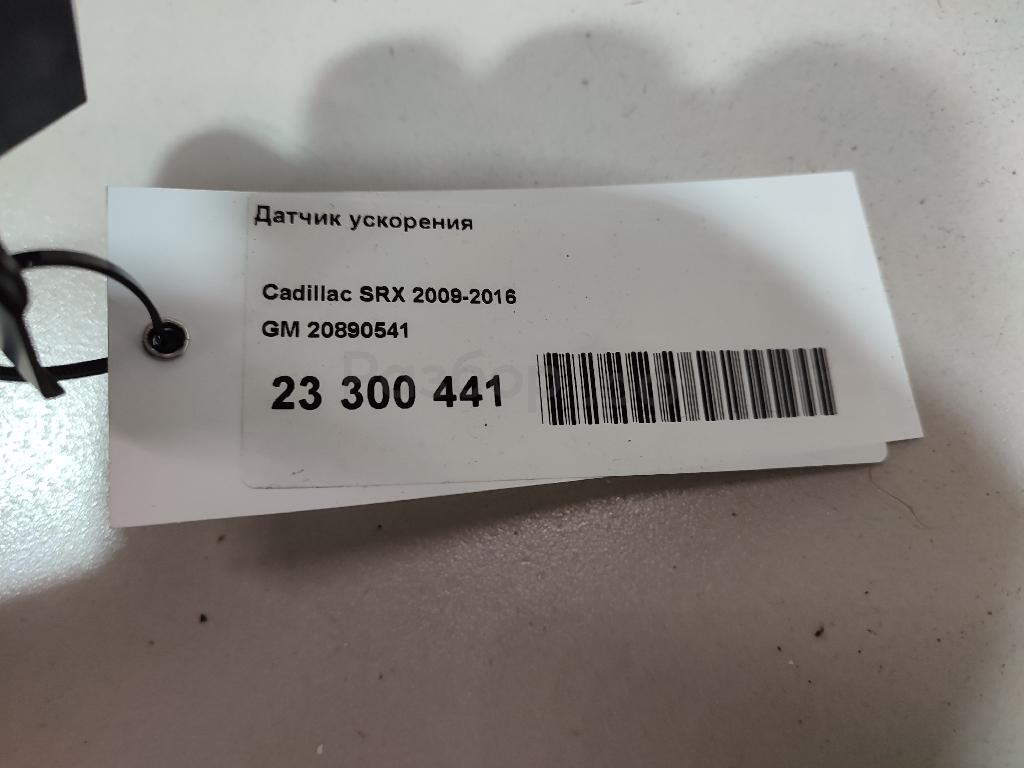 Датчик ускорения
Cadillac SRX 2009-2016
GM 20890541
23 300 441